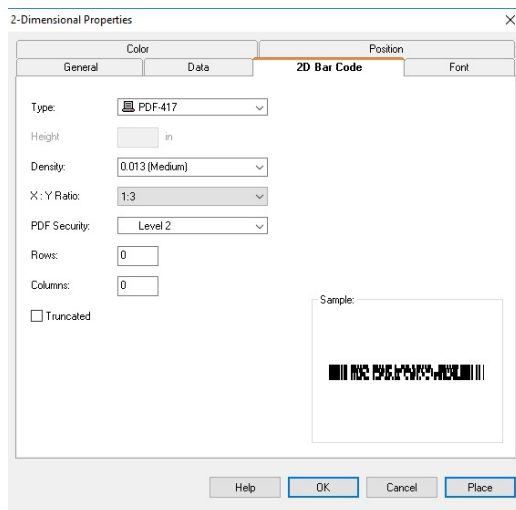 2-Dimensional Properties
Color Position
General Data 2D Bar Code Font
Type: PDF-417
Height in
Density: 0.013 (Medium)
X : Y Ratio: 1:3
PDF Security: Level 2
Rows: 0
Columns: 0
Truncated
Sample:
Help OK Cancel Place